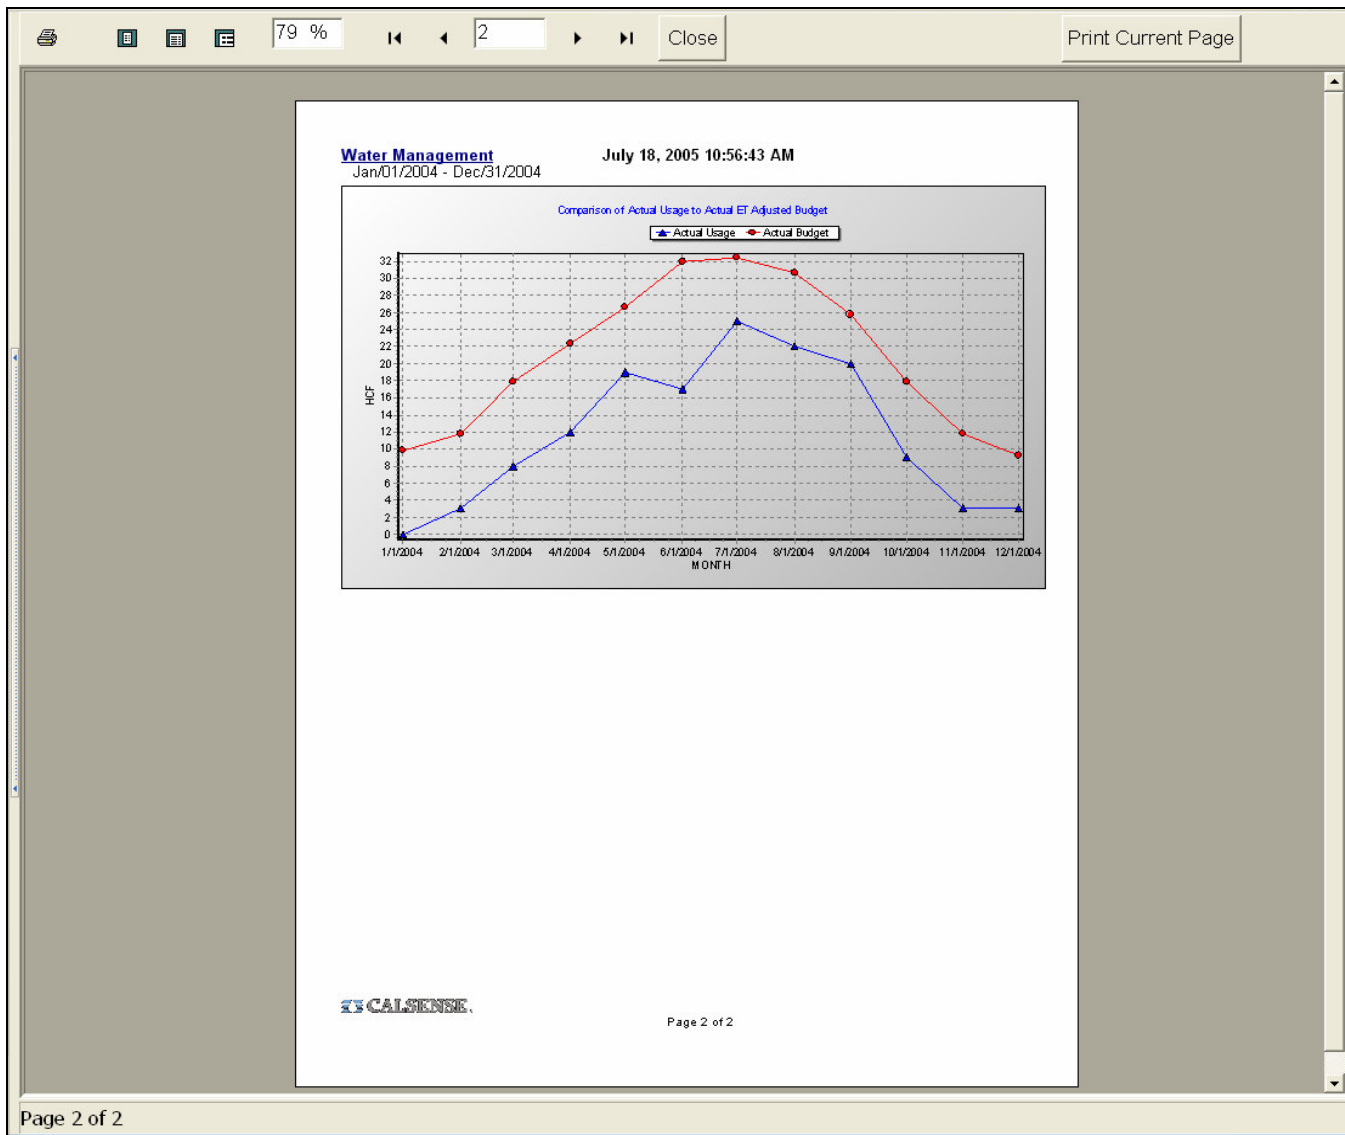 79 %
2
Close
Print Current Page
Water Management
July 18, 2005 10:56:43 AM
Jan/01/2004 - Dec/31/2004
Comparison of Actual Usage to Actual ET Adjusted Budget
Actual Usage
Actual Budget
32
30
28
26
24
22
20
18
16
14
12
10
8
6
4
2
0
HCF
1/1/2004 2/1/2004 3/1/2004 4/1/2004 5/1/2004 6/1/2004 7/1/2004 8/1/2004 9/1/2004 10/1/2004 11/1/2004 12/1/2004
MONTH
CALSENSE
Page 2 of 2
Page 2 of 2